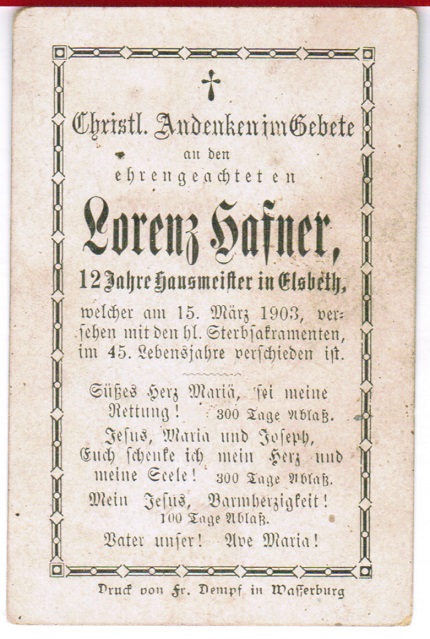 Christl. Andenken im Gebete
an den
ehrengeachteten
Lorenz Hafner,
12 Jahre Hausmeister in Elsbeth,
welcher am 15. März 1903, ver-
sehen mit den hl. Sterbsakramenten,
im 45. Lebensjahre verschieden ist.
Süßes Herz Mariä, sei meine
Rettung! 300 Tage Ablaß.
Jesus, Maria und Joseph,
Euch schenke ich mein Herz und
meine Seele! 300 Tage Ablaß.
Mein Jesus, Barmherzigkeit!
100 Tage Ablaß.
Vater unser! Ave Maria!
Druck von Fr. Dempf in Wasserburg